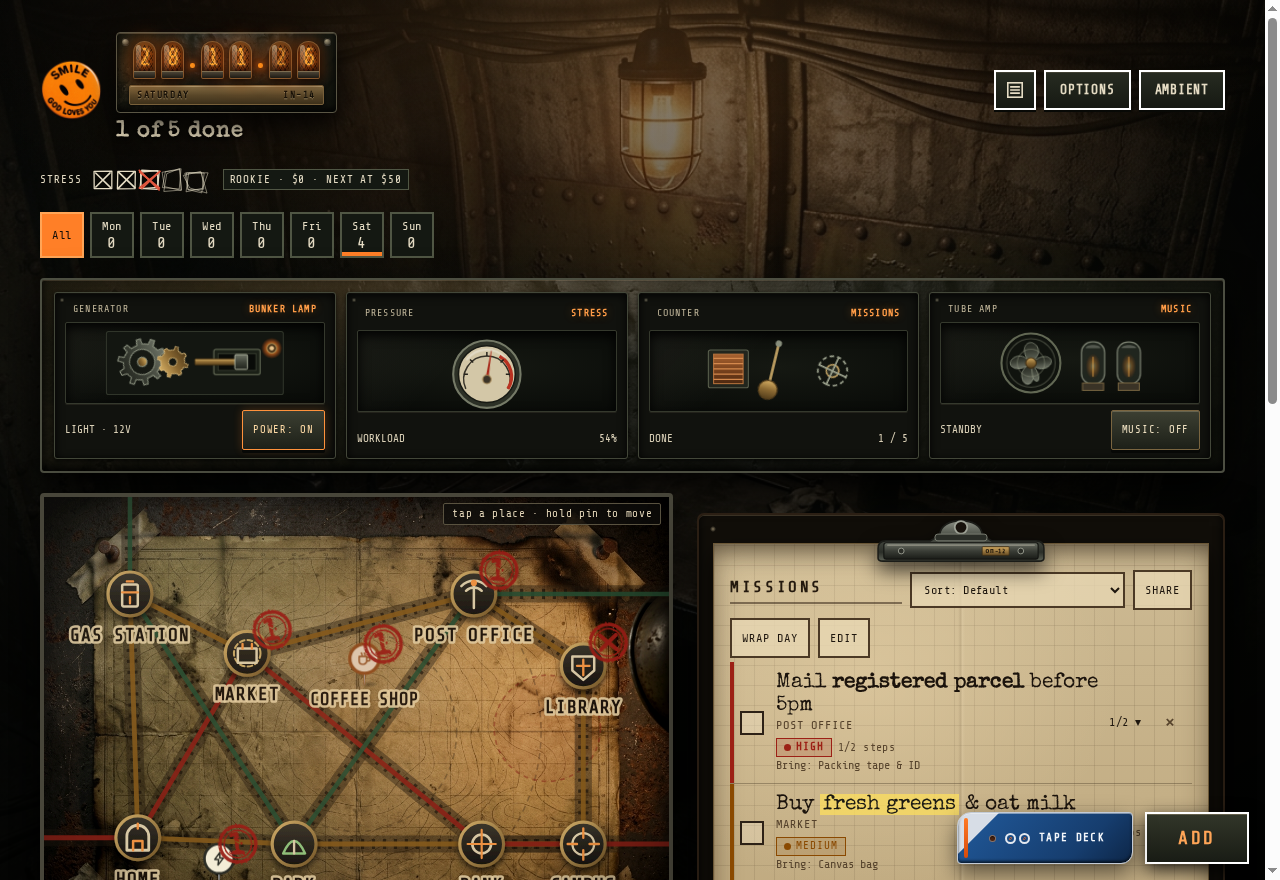 SMILE
GOD LOVES YOU
28.11.26
SATURDAY IN-14
1 of 5 done
OPTIONS
AMBIENT
STRESS
ROOKIE · $0 · NEXT AT $50
All
Mon 0
Tue 0
Wed 0
Thu 0
Fri 0
Sat 4
Sun 0
GENERATOR BUNKER LAMP
LIGHT · 12V POWER: ON
PRESSURE STRESS
WORKLOAD 54%
COUNTER MISSIONS
DONE 1 / 5
TUBE AMP MUSIC
STANDBY MUSIC: OFF
tap a place · hold pin to move
GAS STATION
POST OFFICE
MARKET
COFFEE SHOP
LIBRARY
HOME
MISSIONS
Sort: Default
SHARE
WRAP DAY
EDIT
Mail registered parcel before
5pm
POST OFFICE
1/2 ▼ ×
HIGH 1/2 steps
Bring: Packing tape & ID
Buy fresh greens & oat milk
MARKET
MEDIUM
Bring: Canvas bag
TAPE DECK
ADD